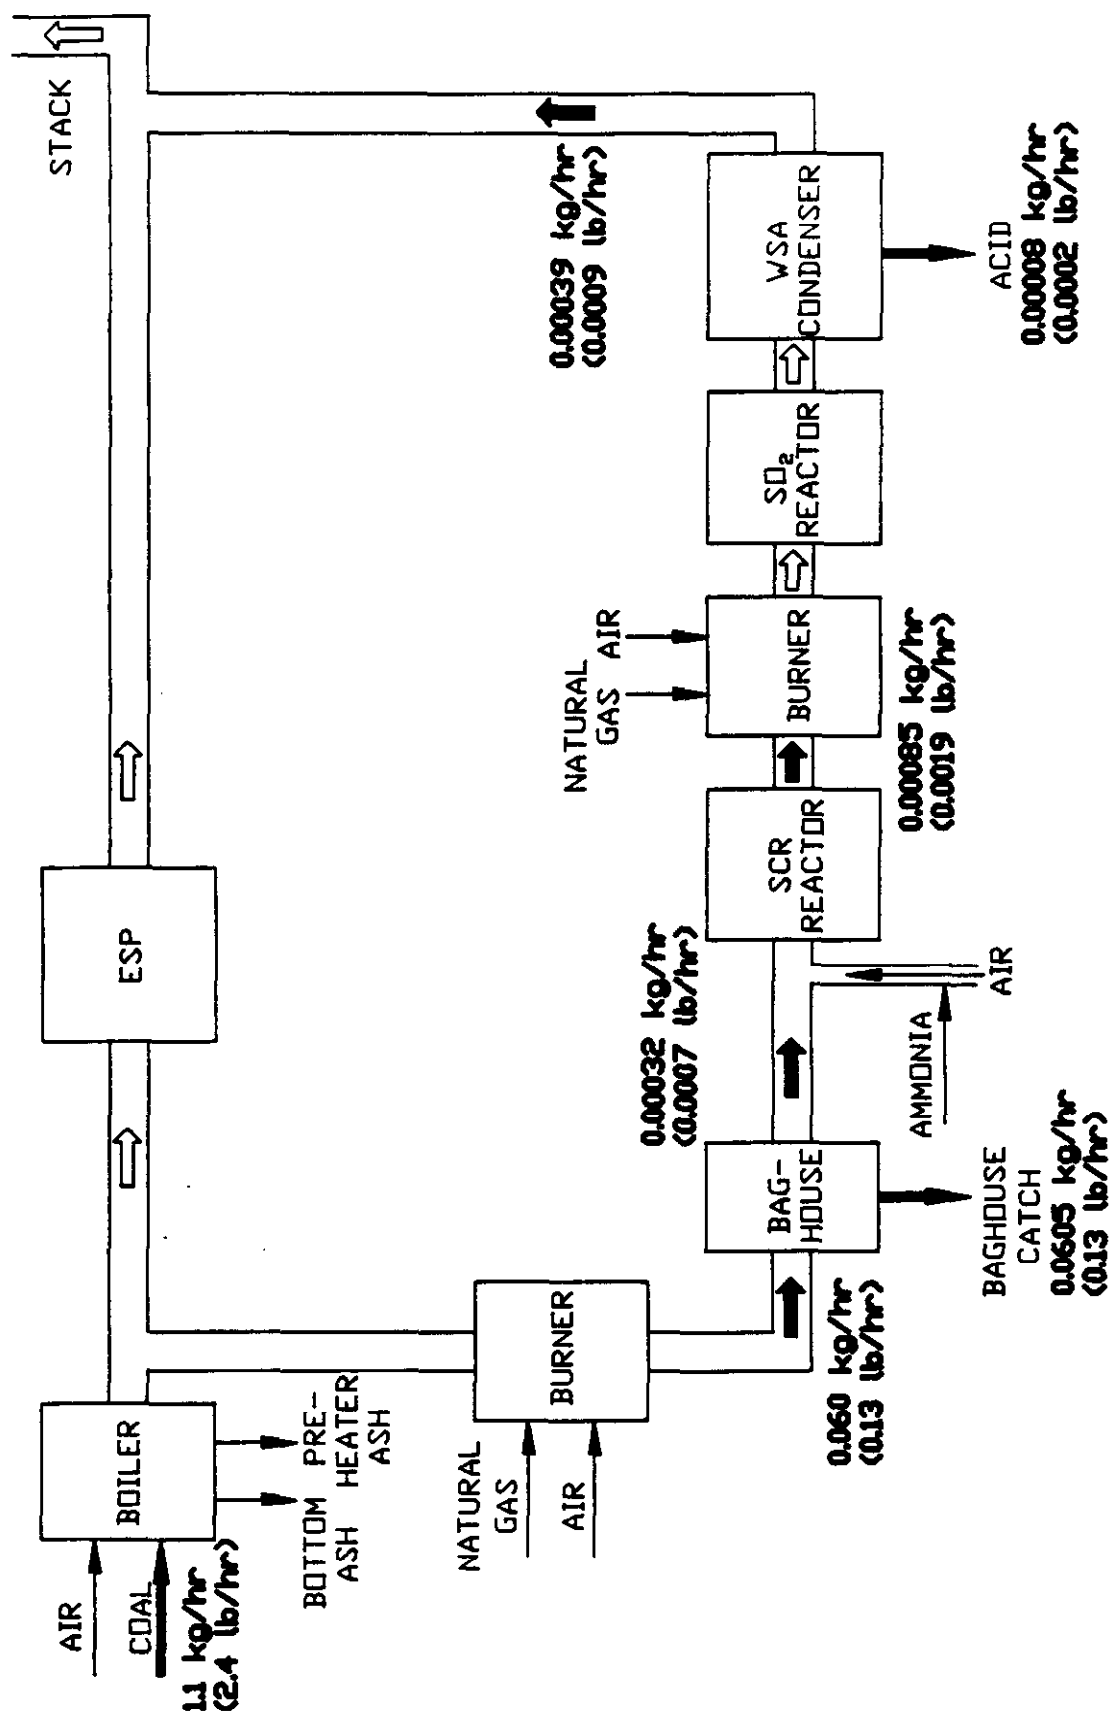 AIR
COAL
1.1 kg/hr
(2.4 lb/hr)
BOILER
BOTTOM
ASH
PRE-
HEATER
ASH
ESP
STACK
NATURAL
GAS
AIR
BURNER
0.060 kg/hr
(0.13 lb/hr)
BAG-
HOUSE
BAGHOUSE
CATCH
0.0605 kg/hr
(0.13 lb/hr)
0.00032 kg/hr
(0.0007 lb/hr)
AMMONIA
AIR
SCR
REACTOR
0.00085 kg/hr
(0.0019 lb/hr)
NATURAL
GAS
AIR
BURNER
SO₂
REACTOR
WSA
CONDENSER
0.00039 kg/hr
(0.0009 lb/hr)
ACID
0.00008 kg/hr
(0.0002 lb/hr)